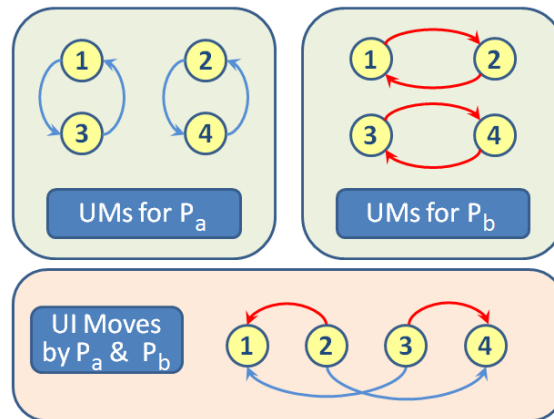 1 2
3 4
UMs for Pa
1 2
3 4
UMs for Pb
UI Moves
by Pa & Pb
1 2 3 4